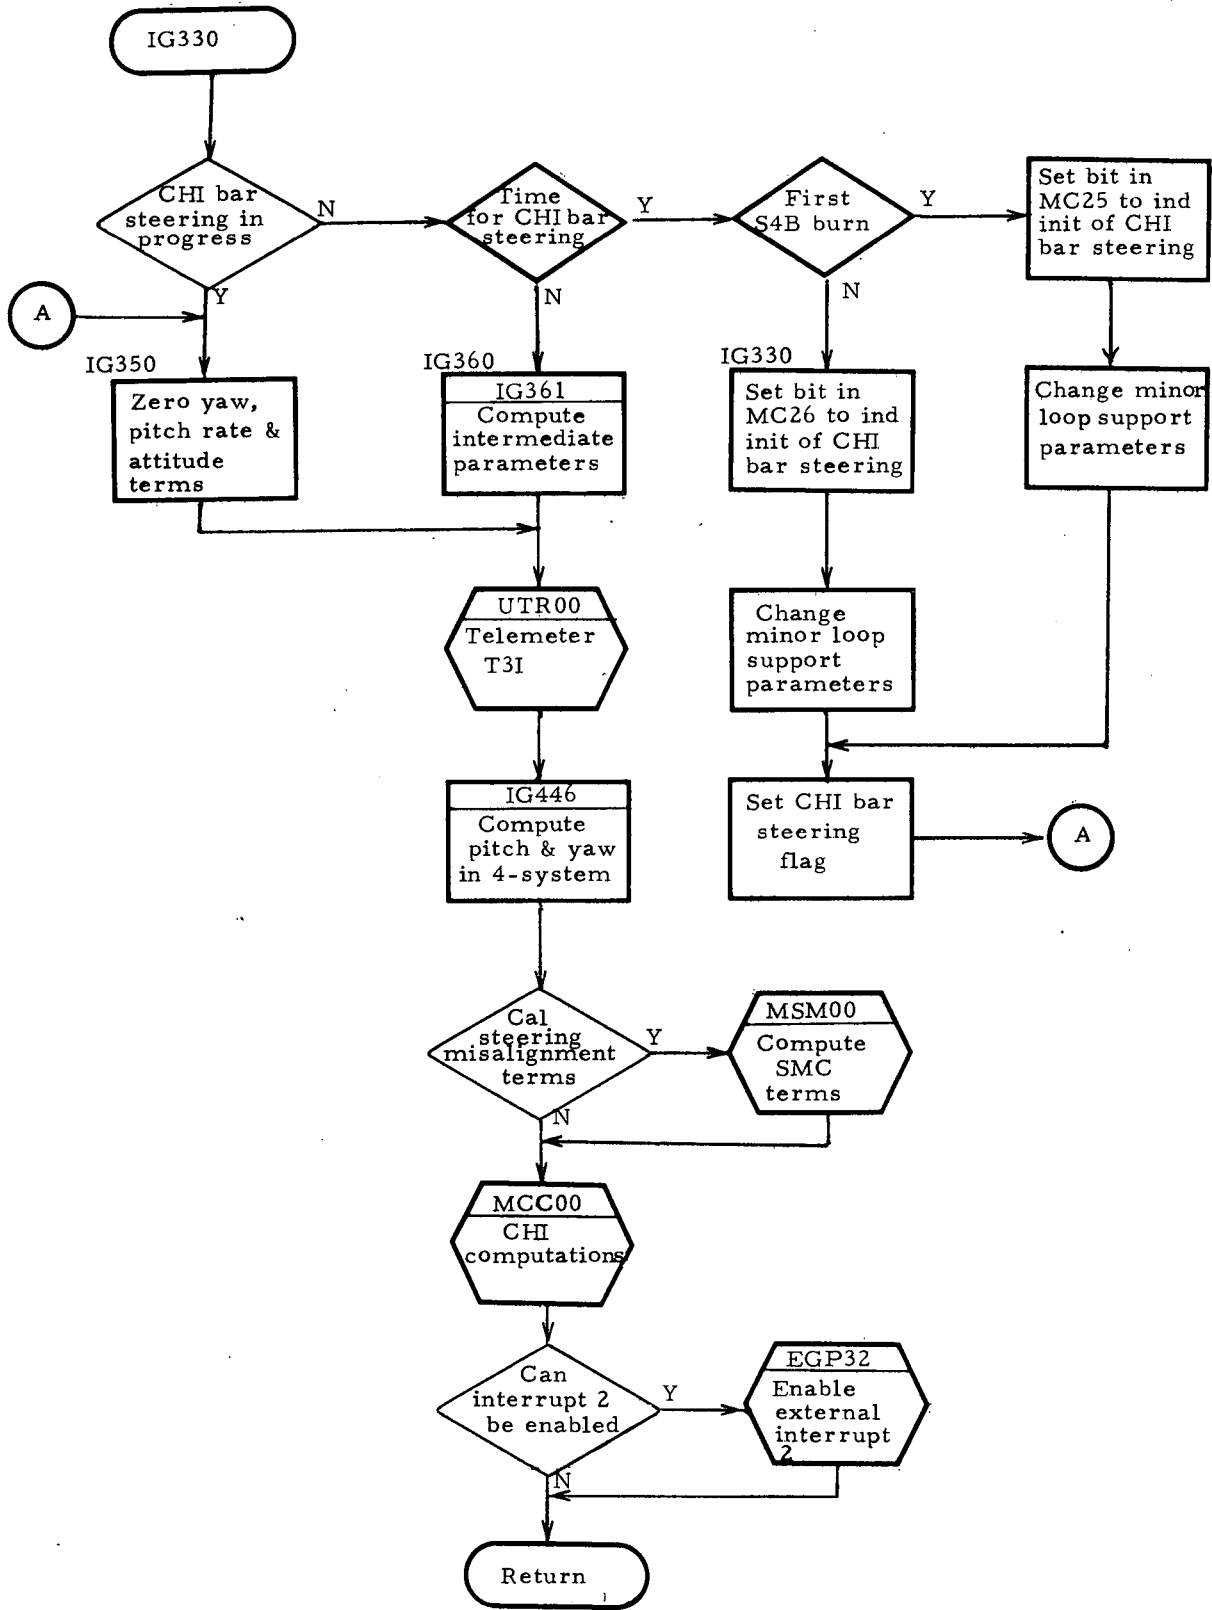 IG330
CHI bar
steering in
progress
N
Y
Time
for CHI bar
steering
Y
N
First
S4B burn
Y
N
Set bit in
MC25 to ind
init of CHI
bar steering
A
IG350
Zero yaw,
pitch rate &
attitude
terms
IG360
IG361
Compute
intermediate
parameters
IG330
Set bit in
MC26 to ind
init of CHI
bar steering
Change minor
loop support
parameters
UTR00
Telemeter
T3I
Change
minor loop
support
parameters
IG446
Compute
pitch & yaw
in 4-system
Set CHI bar
steering
flag
A
Cal
steering
misalignment
terms
Y
N
MSM00
Compute
SMC
terms
MCC00
CHI
computations
Can
interrupt 2
be enabled
Y
N
EGP32
Enable
external
interrupt
2
Return